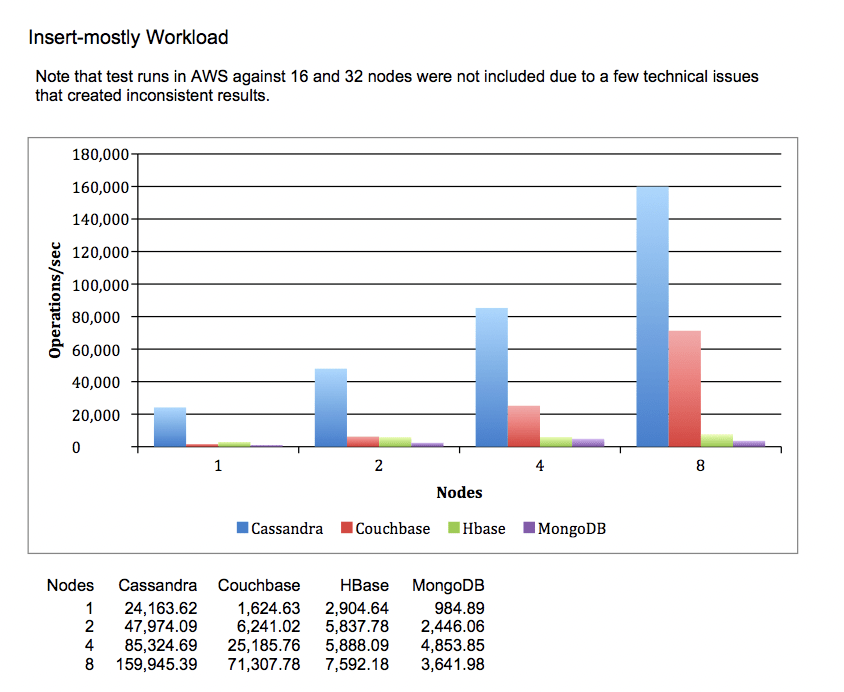 Insert-mostly Workload
Note that test runs in AWS against 16 and 32 nodes were not included due to a few technical issues
that created inconsistent results.
180,000
160,000
140,000
120,000
100,000
80,000
60,000
40,000
20,000
0
Operations/sec
1 2 4 8
Nodes
Cassandra Couchbase Hbase MongoDB
Nodes Cassandra Couchbase HBase MongoDB
1 24,163.62 1,624.63 2,904.64 984.89
2 47,974.09 6,241.02 5,837.78 2,446.06
4 85,324.69 25,185.76 5,888.09 4,853.85
8 159,945.39 71,307.78 7,592.18 3,641.98